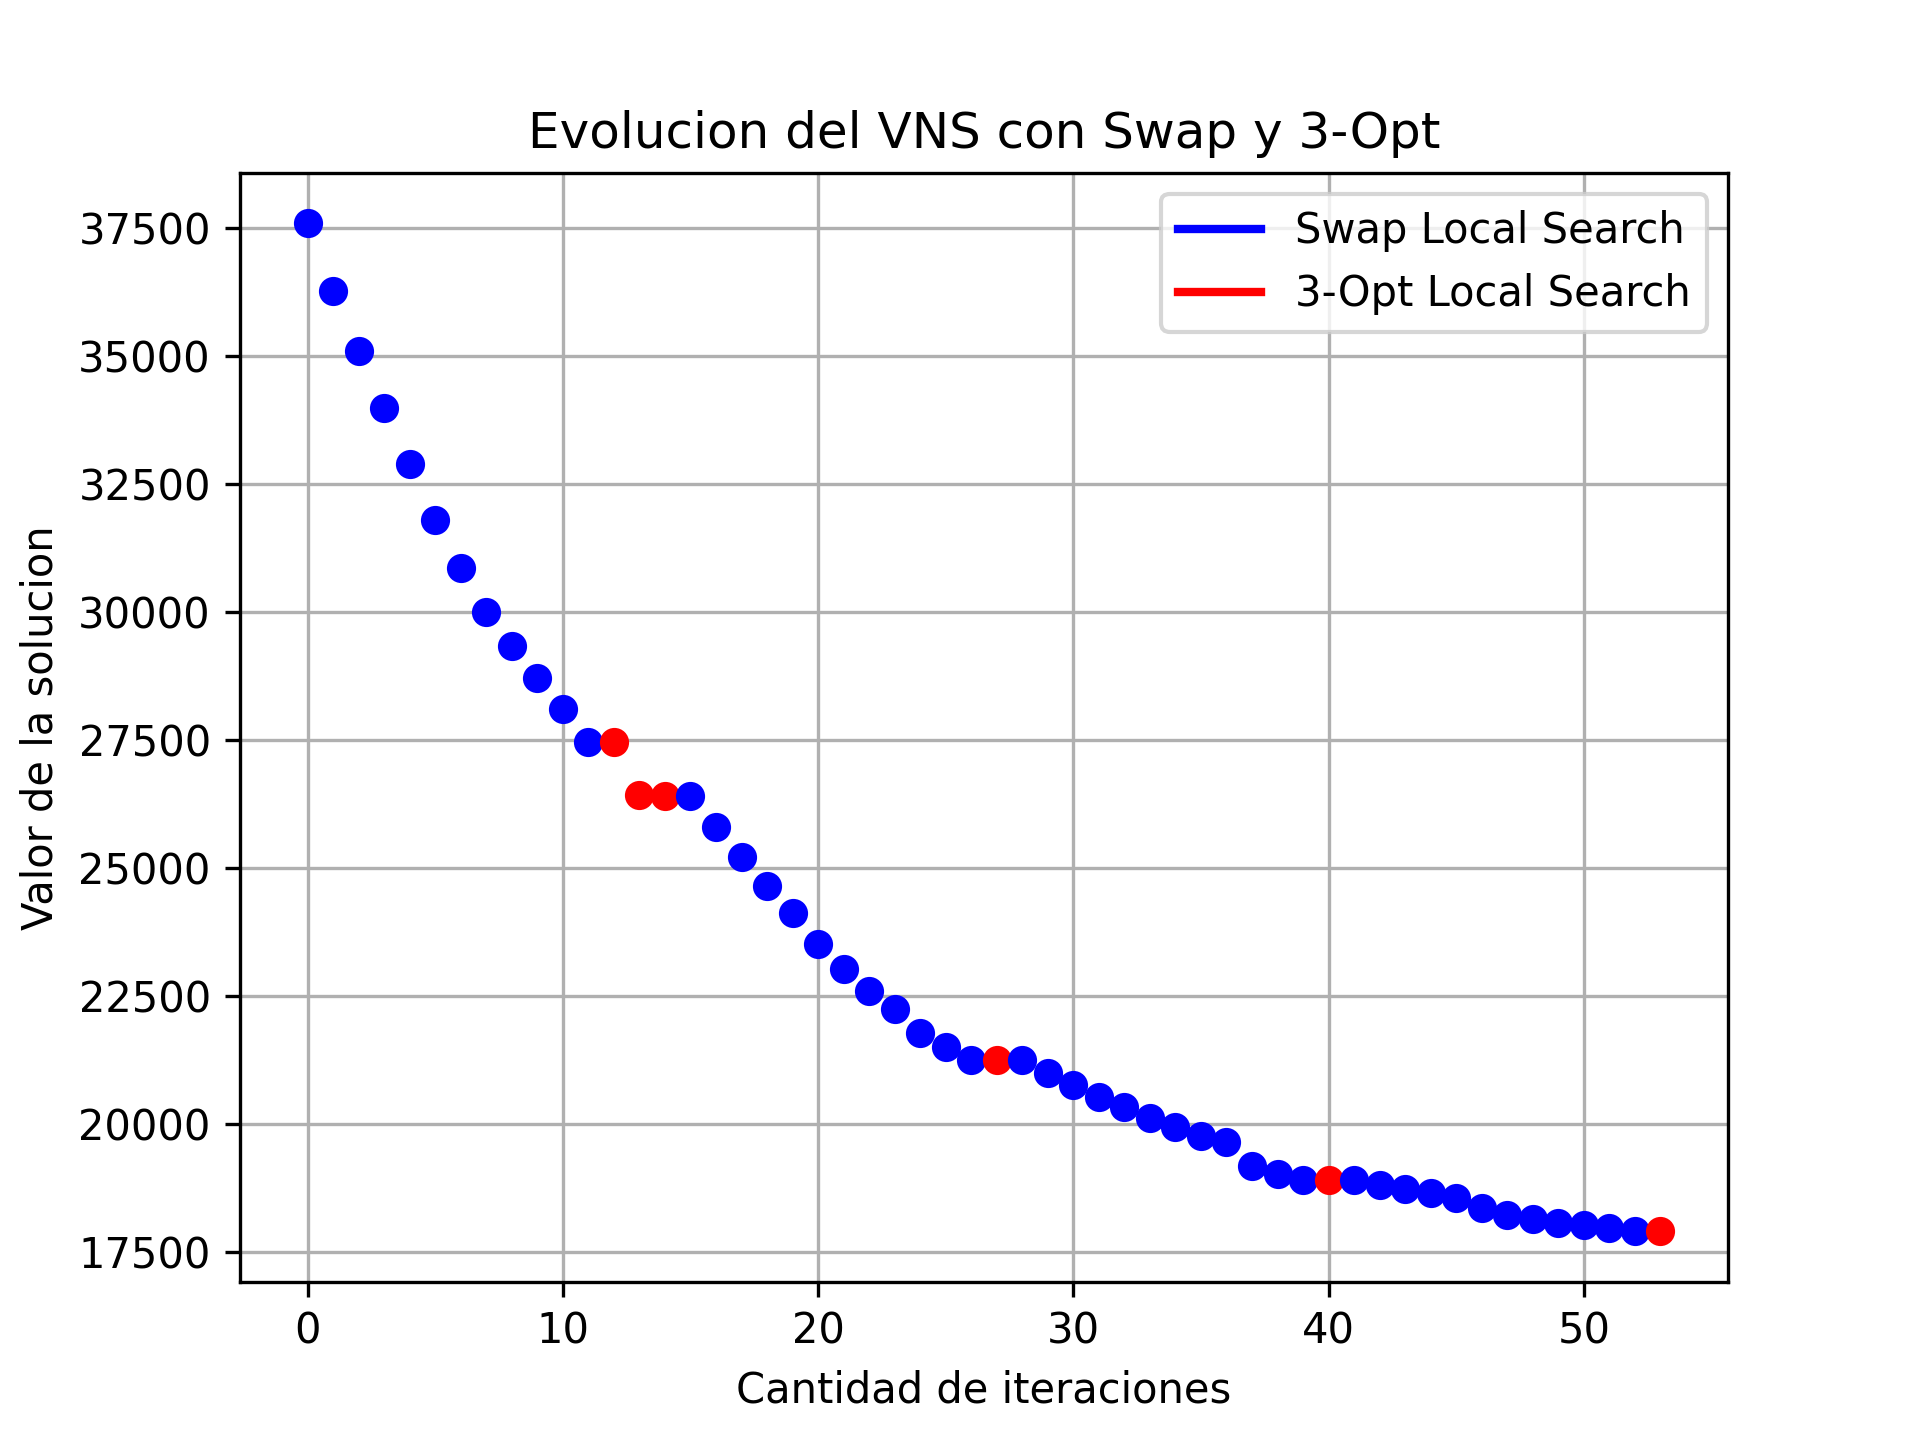 Evolucion del VNS con Swap y 3-Opt
Swap Local Search
3-Opt Local Search
Valor de la solucion
37500
35000
32500
30000
27500
25000
22500
20000
17500
0 10 20 30 40 50
Cantidad de iteraciones